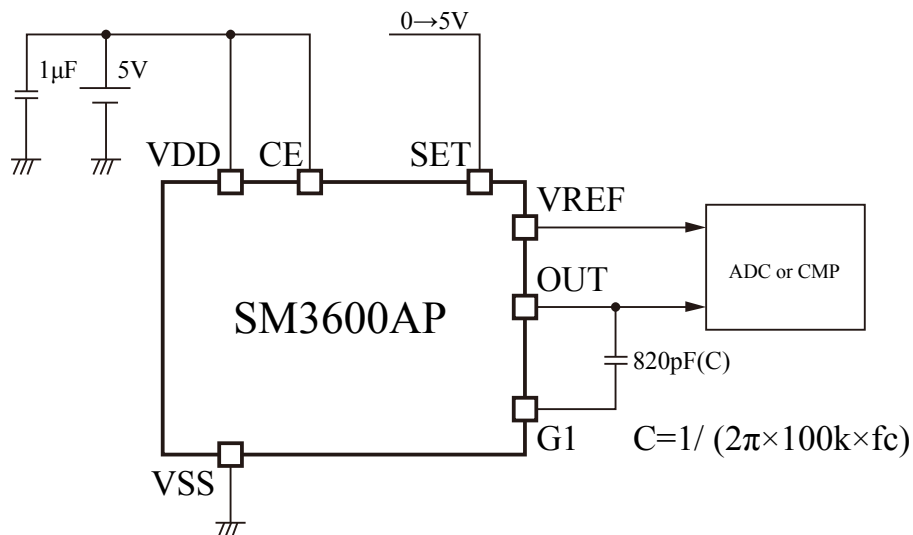 0→5V
1μF
5V
VDD
CE
SET
VREF
ADC or CMP
OUT
SM3600AP
820pF(C)
G1
C=1/ (2π×100k×fc)
VSS